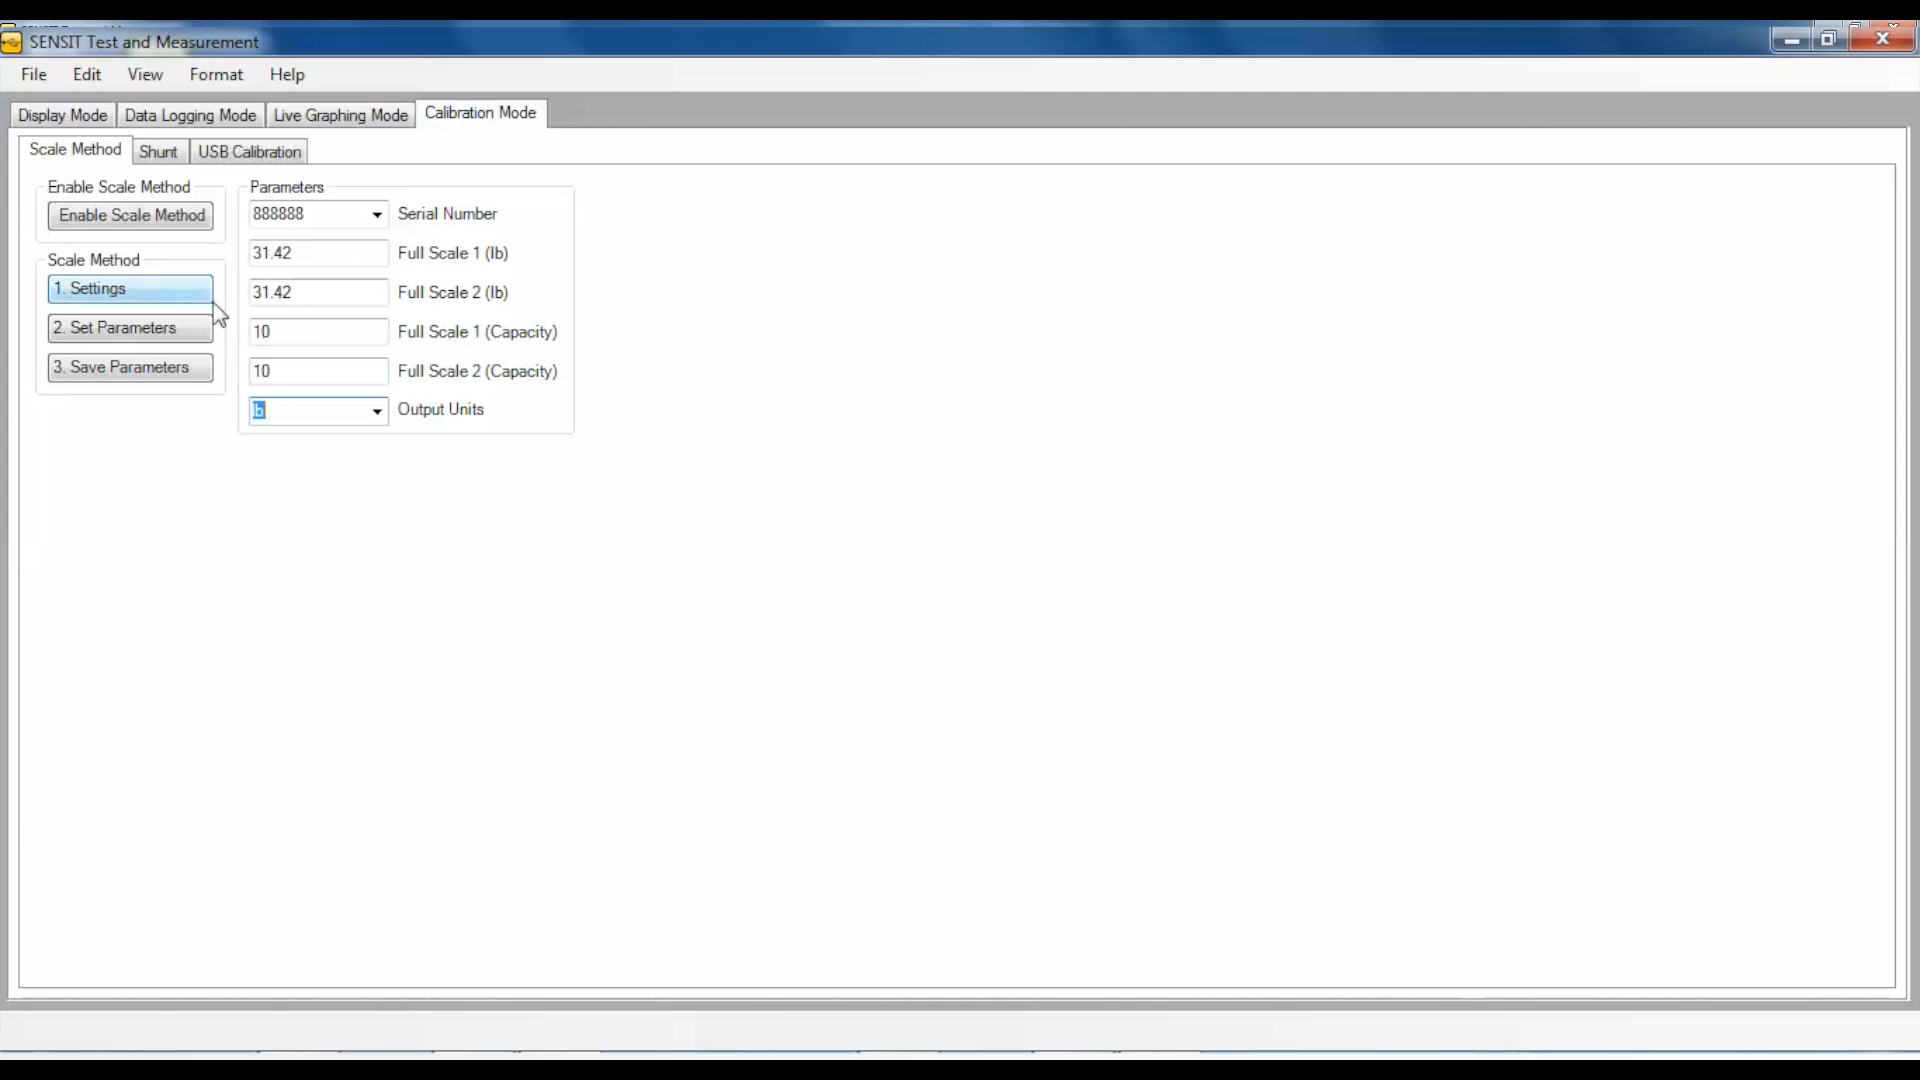 SENSIT Test and Measurement
File Edit View Format Help
Display Mode Data Logging Mode Live Graphing Mode Calibration Mode
Scale Method Shunt USB Calibration
Enable Scale Method Parameters
Enable Scale Method 888888 Serial Number
31.42 Full Scale 1 (lb)
Scale Method
1. Settings
31.42 Full Scale 2 (lb)
2. Set Parameters 10 Full Scale 1 (Capacity)
3. Save Parameters 10 Full Scale 2 (Capacity)
lb Output Units